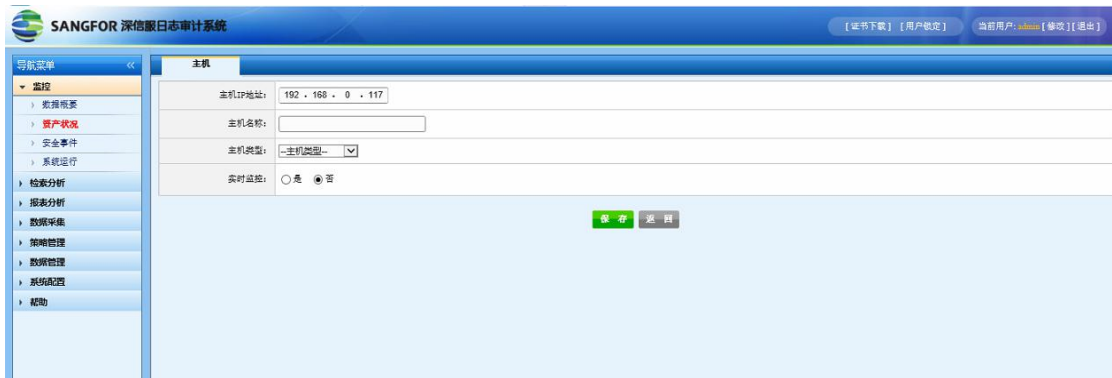 SANGFOR 深信服日志审计系统
[证书下载] [用户锁定] 当前用户: admin [修改] [退出]
导航菜单 «
主机
监控
数据概要
资产状况
安全事件
系统运行
检索分析
报表分析
数据采集
策略管理
数据管理
系统配置
帮助
主机IP地址: 192 . 168 . 0 . 117
主机名称:
主机类型: --主机类型--
实时监控: 是 否
保 存 返 回